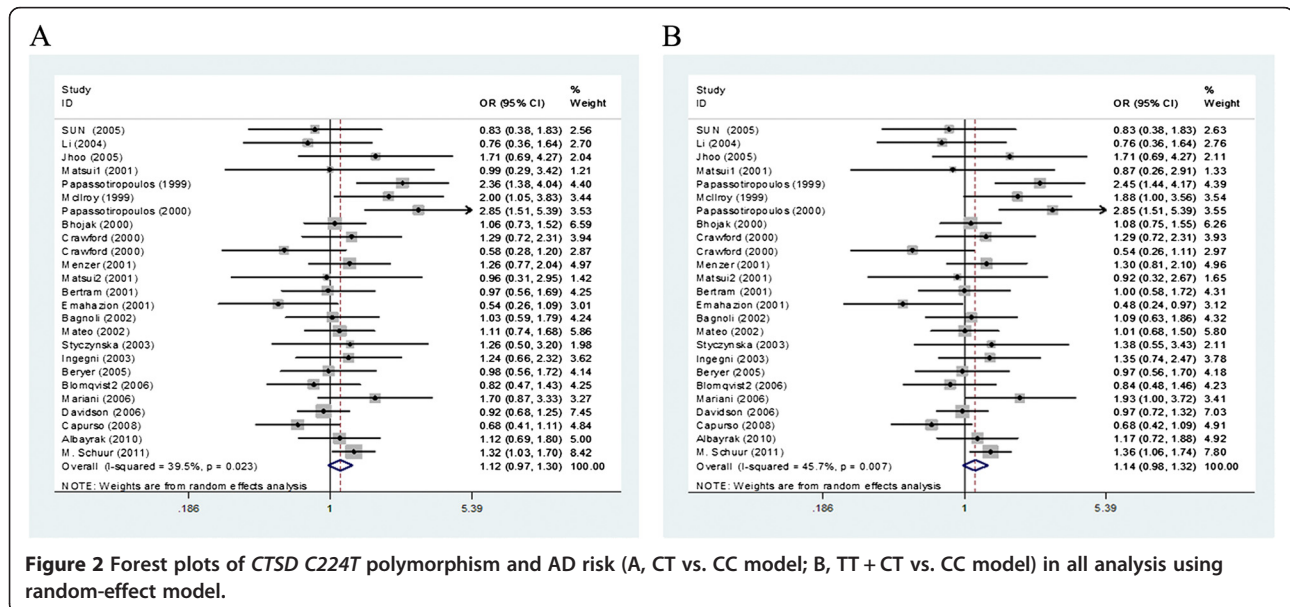 A
Study %
ID OR (95% CI) Weight
SUN (2005) 0.83 (0.38, 1.83) 2.56
Li (2004) 0.76 (0.36, 1.64) 2.70
Jhoo (2005) 1.71 (0.69, 4.27) 2.04
Matsui1 (2001) 0.99 (0.29, 3.42) 1.21
Papassotiropoulos (1999) 2.36 (1.38, 4.04) 4.40
McIlroy (1999) 2.00 (1.05, 3.83) 3.44
Papassotiropoulos (2000) 2.85 (1.51, 5.39) 3.53
Bhojak (2000) 1.06 (0.73, 1.52) 6.59
Crawford (2000) 1.29 (0.72, 2.31) 3.94
Crawford (2000) 0.58 (0.28, 1.20) 2.87
Menzer (2001) 1.26 (0.77, 2.04) 4.97
Matsui2 (2001) 0.96 (0.31, 2.95) 1.42
Bertram (2001) 0.97 (0.56, 1.69) 4.25
Emahazion (2001) 0.54 (0.26, 1.09) 3.01
Bagnoli (2002) 1.03 (0.59, 1.79) 4.24
Mateo (2002) 1.11 (0.74, 1.68) 5.86
Styczynska (2003) 1.26 (0.50, 3.20) 1.98
Ingegni (2003) 1.24 (0.66, 2.32) 3.62
Beryer (2005) 0.98 (0.56, 1.72) 4.14
Blomqvist2 (2006) 0.82 (0.47, 1.43) 4.25
Mariani (2006) 1.70 (0.87, 3.33) 3.27
Davidson (2006) 0.92 (0.68, 1.25) 7.45
Capurso (2008) 0.68 (0.41, 1.11) 4.84
Albayrak (2010) 1.12 (0.69, 1.80) 5.00
M. Schuur (2011) 1.32 (1.03, 1.70) 8.42
Overall (I-squared = 39.5%, p = 0.023) 1.12 (0.97, 1.30) 100.00
NOTE: Weights are from random effects analysis
.186 1 5.39
B
Study %
ID OR (95% CI) Weight
SUN (2005) 0.83 (0.38, 1.83) 2.63
Li (2004) 0.76 (0.36, 1.64) 2.76
Jhoo (2005) 1.71 (0.69, 4.27) 2.11
Matsui1 (2001) 0.87 (0.26, 2.91) 1.33
Papassotiropoulos (1999) 2.45 (1.44, 4.17) 4.39
McIlroy (1999) 1.88 (1.00, 3.56) 3.54
Papassotiropoulos (2000) 2.85 (1.51, 5.39) 3.55
Bhojak (2000) 1.08 (0.75, 1.55) 6.26
Crawford (2000) 1.29 (0.72, 2.31) 3.93
Crawford (2000) 0.54 (0.26, 1.11) 2.97
Menzer (2001) 1.30 (0.81, 2.10) 4.96
Matsui2 (2001) 0.92 (0.32, 2.67) 1.65
Bertram (2001) 1.00 (0.58, 1.72) 4.31
Emahazion (2001) 0.48 (0.24, 0.97) 3.12
Bagnoli (2002) 1.09 (0.63, 1.86) 4.32
Mateo (2002) 1.01 (0.68, 1.50) 5.80
Styczynska (2003) 1.38 (0.55, 3.43) 2.11
Ingegni (2003) 1.35 (0.74, 2.47) 3.78
Beryer (2005) 0.97 (0.56, 1.70) 4.18
Blomqvist2 (2006) 0.84 (0.48, 1.46) 4.23
Mariani (2006) 1.93 (1.00, 3.72) 3.41
Davidson (2006) 0.97 (0.72, 1.32) 7.03
Capurso (2008) 0.68 (0.42, 1.09) 4.91
Albayrak (2010) 1.17 (0.72, 1.88) 4.92
M. Schuur (2011) 1.36 (1.06, 1.74) 7.80
Overall (I-squared = 45.7%, p = 0.007) 1.14 (0.98, 1.32) 100.00
NOTE: Weights are from random effects analysis
.186 1 5.39
Figure 2 Forest plots of CTSD C224T polymorphism and AD risk (A, CT vs. CC model; B, TT + CT vs. CC model) in all analysis using
random-effect model.